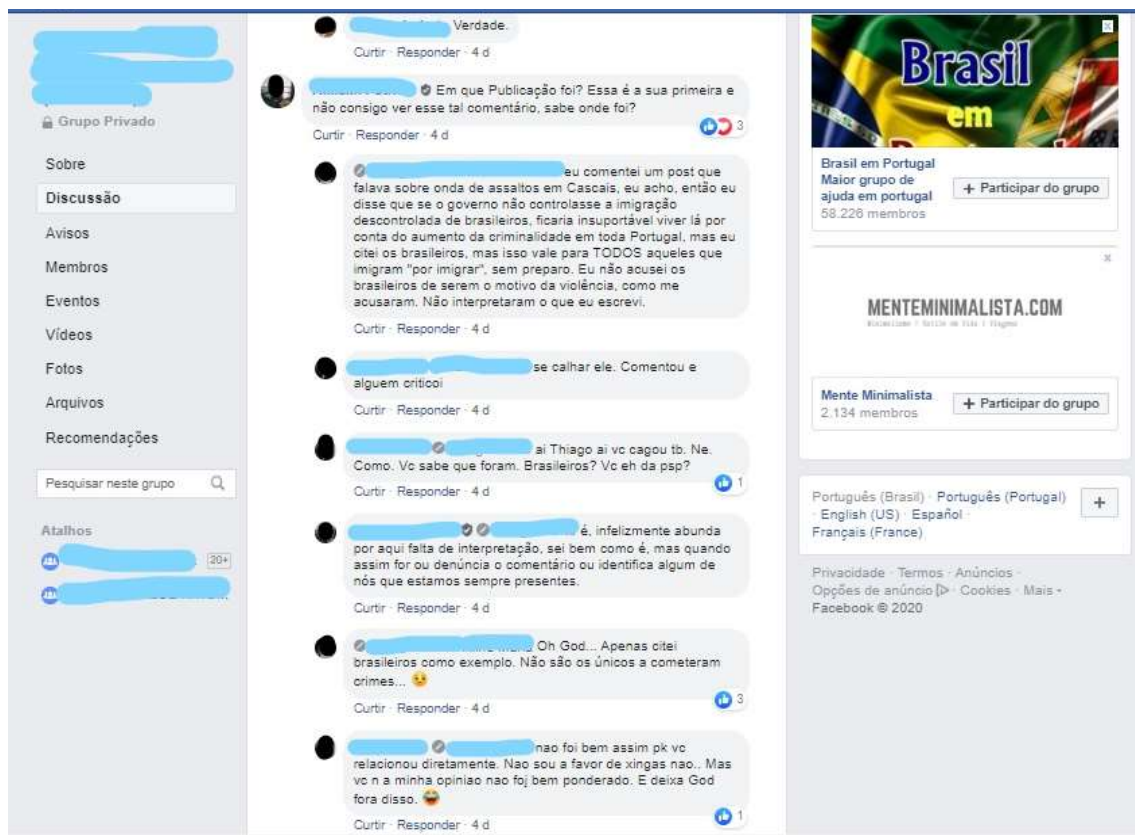 Grupo Privado
Sobre
Discussão
Avisos
Membros
Eventos
Vídeos
Fotos
Arquivos
Recomendações
Pesquisar neste grupo
Atalhos
20+
Verdade.
Curtir · Responder · 4 d
Em que Publicação foi? Essa é a sua primeira e
não consigo ver esse tal comentário, sabe onde foi?
3
Curtir · Responder · 4 d
eu comentei um post que
falava sobre onda de assaltos em Cascais, eu acho, então eu
disse que se o governo não controlasse a imigração
descontrolada de brasileiros, ficaria insuportável viver lá por
conta do aumento da criminalidade em toda Portugal, mas eu
citei os brasileiros, mas isso vale para TODOS aqueles que
imigram "por imigrar", sem preparo. Eu não acusei os
brasileiros de serem o motivo da violência, como me
acusaram. Não interpretaram o que eu escrevi.
Curtir · Responder · 4 d
se calhar ele. Comentou e
alguem criticoi
Curtir · Responder · 4 d
ai Thiago ai vc cagou tb. Ne.
Como. Vc sabe que foram. Brasileiros? Vc eh da psp?
1
Curtir · Responder · 4 d
é, infelizmente abunda
por aqui falta de interpretação, sei bem como é, mas quando
assim for ou denúncia o comentário ou identifica algum de
nós que estamos sempre presentes.
Curtir · Responder · 4 d
Oh God... Apenas citei
brasileiros como exemplo. Não são os únicos a cometeram
crimes... 😟
3
Curtir · Responder · 4 d
nao foi bem assim pk vc
relacionou diretamente. Nao sou a favor de xingas nao.. Mas
vc n a minha opiniao nao foj bem ponderado. E deixa God
fora disso. 😂
1
Curtir · Responder · 4 d
Brasil
em
Brasil em Portugal
Maior grupo de
ajuda em portugal
58.226 membros
+ Participar do grupo
MENTEMINIMALISTA.COM
Mente Minimalista
2.134 membros
+ Participar do grupo
Português (Brasil) · Português (Portugal)
· English (US) · Español ·
Français (France)
+
Privacidade · Termos · Anúncios ·
Opções de anúncio · Cookies · Mais
Facebook © 2020